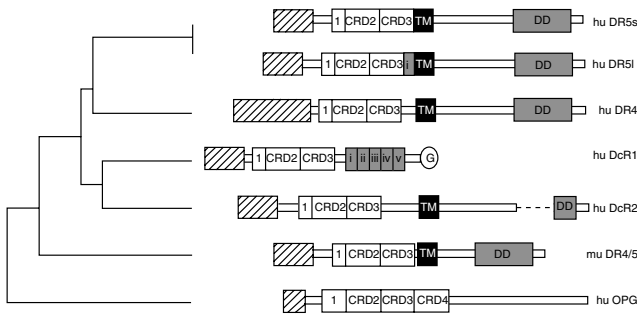 1 CRD2 CRD3 TM DD hu DR5s
1 CRD2 CRD3 i TM DD hu DR5l
1 CRD2 CRD3 TM DD hu DR4
1 CRD2 CRD3 i ii iii iv v G hu DcR1
1 CRD2 CRD3 TM DD hu DcR2
1 CRD2 CRD3 TM DD mu DR4/5
1 CRD2 CRD3 CRD4 hu OPG